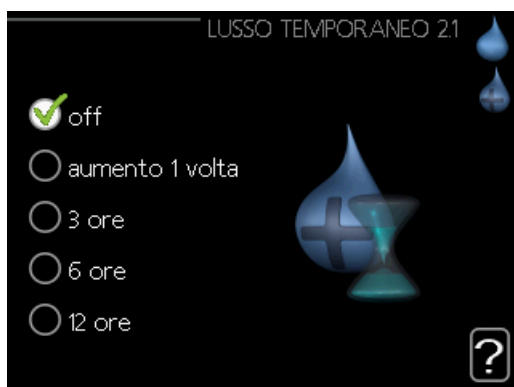 LUSSO TEMPORANEO 2.1
off
aumento 1 volta
3 ore
6 ore
12 ore
?